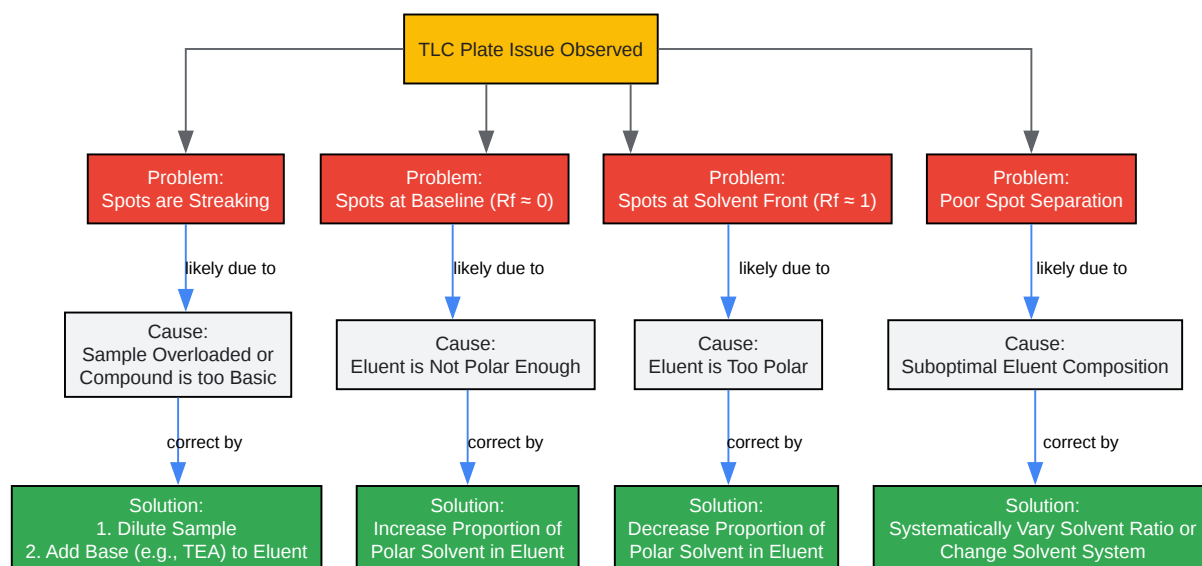 TLC Plate Issue Observed
Problem:
Spots are Streaking
Problem:
Spots at Baseline (Rf ≈ 0)
Problem:
Spots at Solvent Front (Rf ≈ 1)
Problem:
Poor Spot Separation
likely due to
likely due to
likely due to
likely due to
Cause:
Sample Overloaded or
Compound is too Basic
Cause:
Eluent is Not Polar Enough
Cause:
Eluent is Too Polar
Cause:
Suboptimal Eluent Composition
correct by
correct by
correct by
correct by
Solution:
1. Dilute Sample
2. Add Base (e.g., TEA) to Eluent
Solution:
Increase Proportion of
Polar Solvent in Eluent
Solution:
Decrease Proportion of
Polar Solvent in Eluent
Solution:
Systematically Vary Solvent Ratio or
Change Solvent System